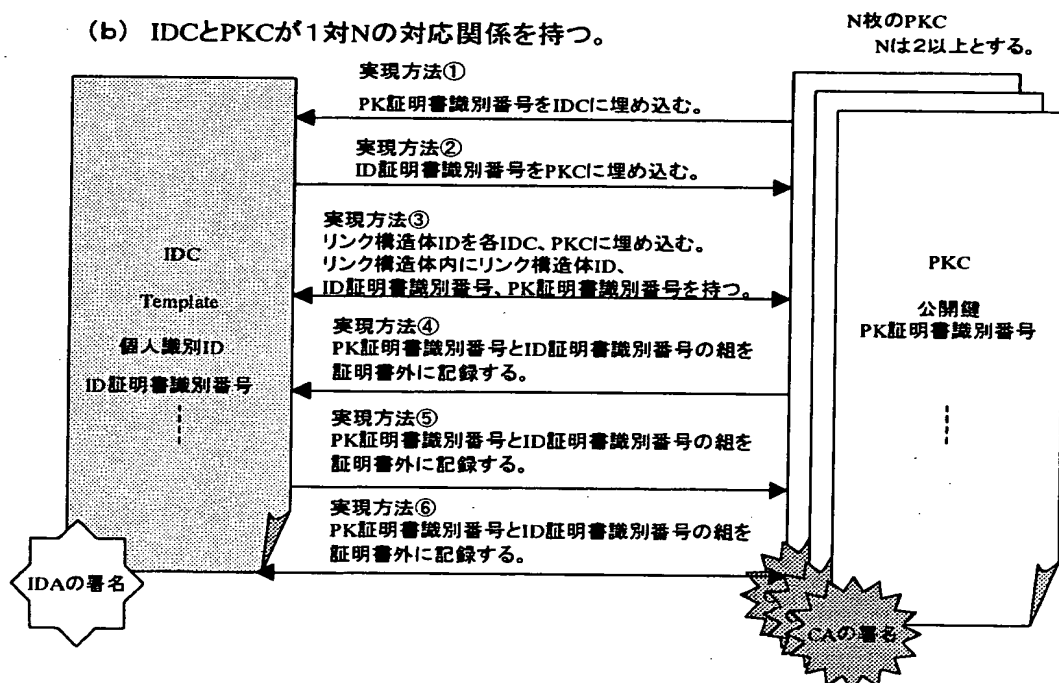 (b) IDCとPKCが1対Nの対応関係を持つ。
N枚のPKC
Nは2以上とする。
実現方法①
PK証明書識別番号をIDCに埋め込む。
実現方法②
ID証明書識別番号をPKCに埋め込む。
実現方法③
リンク構造体IDを各IDC、PKCに埋め込む。
リンク構造体内にリンク構造体ID、
ID証明書識別番号、PK証明書識別番号を持つ。
実現方法④
PK証明書識別番号とID証明書識別番号の組を
証明書外に記録する。
実現方法⑤
PK証明書識別番号とID証明書識別番号の組を
証明書外に記録する。
実現方法⑥
PK証明書識別番号とID証明書識別番号の組を
証明書外に記録する。
IDC
Template
個人識別ID
ID証明書識別番号
IDAの署名
PKC
公開鍵
PK証明書識別番号
CAの署名